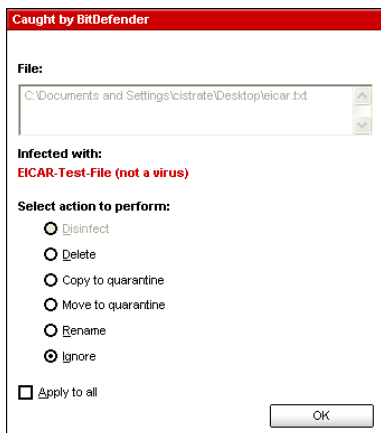 Caught by BitDefender
File:
C:\Documents and Settings\cistrate\Desktop\eicar.txt
Infected with:
EICAR-Test-File (not a virus)
Select action to perform:
Disinfect
Delete
Copy to quarantine
Move to quarantine
Rename
Ignore
Apply to all
OK